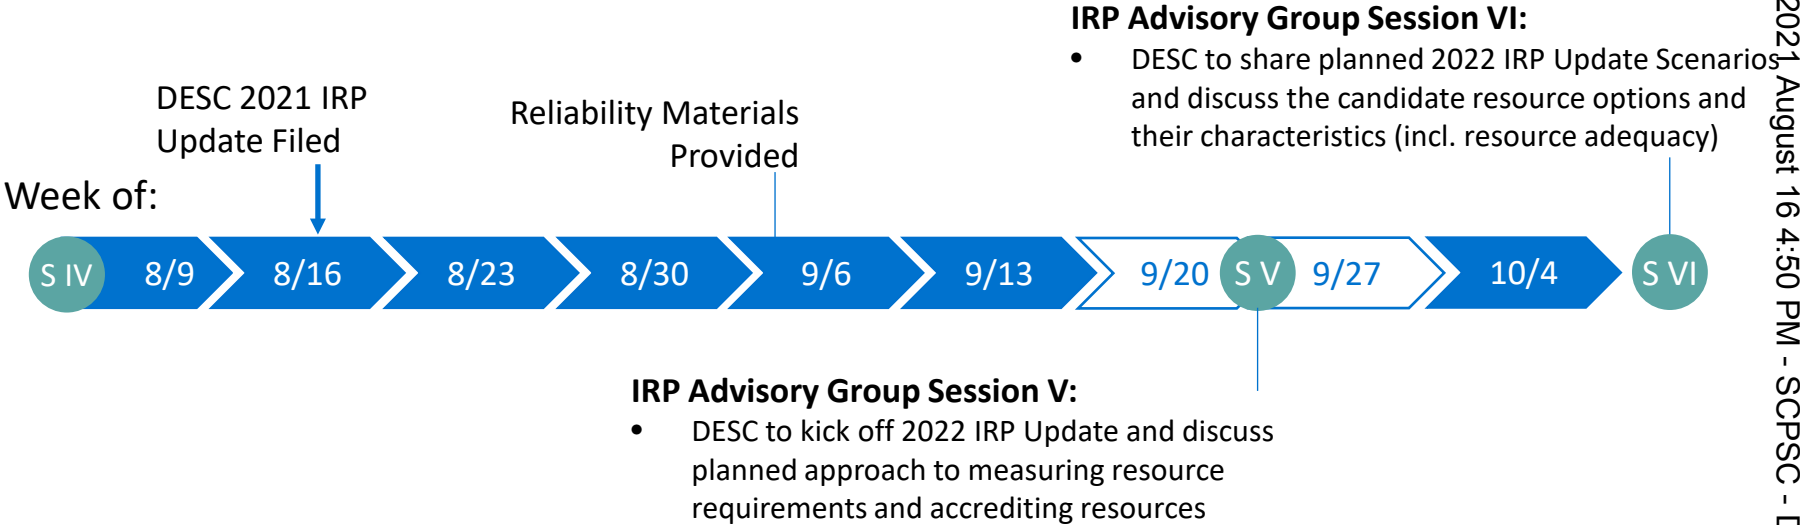 IRP Advisory Group Session VI:
• DESC to share planned 2022 IRP Update Scenarios
and discuss the candidate resource options and
their characteristics (incl. resource adequacy)
DESC 2021 IRP
Update Filed
Reliability Materials
Provided
Week of:
S IV 8/9 8/16 8/23 8/30 9/6 9/13 9/20 S V 9/27 10/4 S VI
IRP Advisory Group Session V:
• DESC to kick off 2022 IRP Update and discuss
planned approach to measuring resource
requirements and accrediting resources
2021 August 16 4:50 PM - SCPSC -